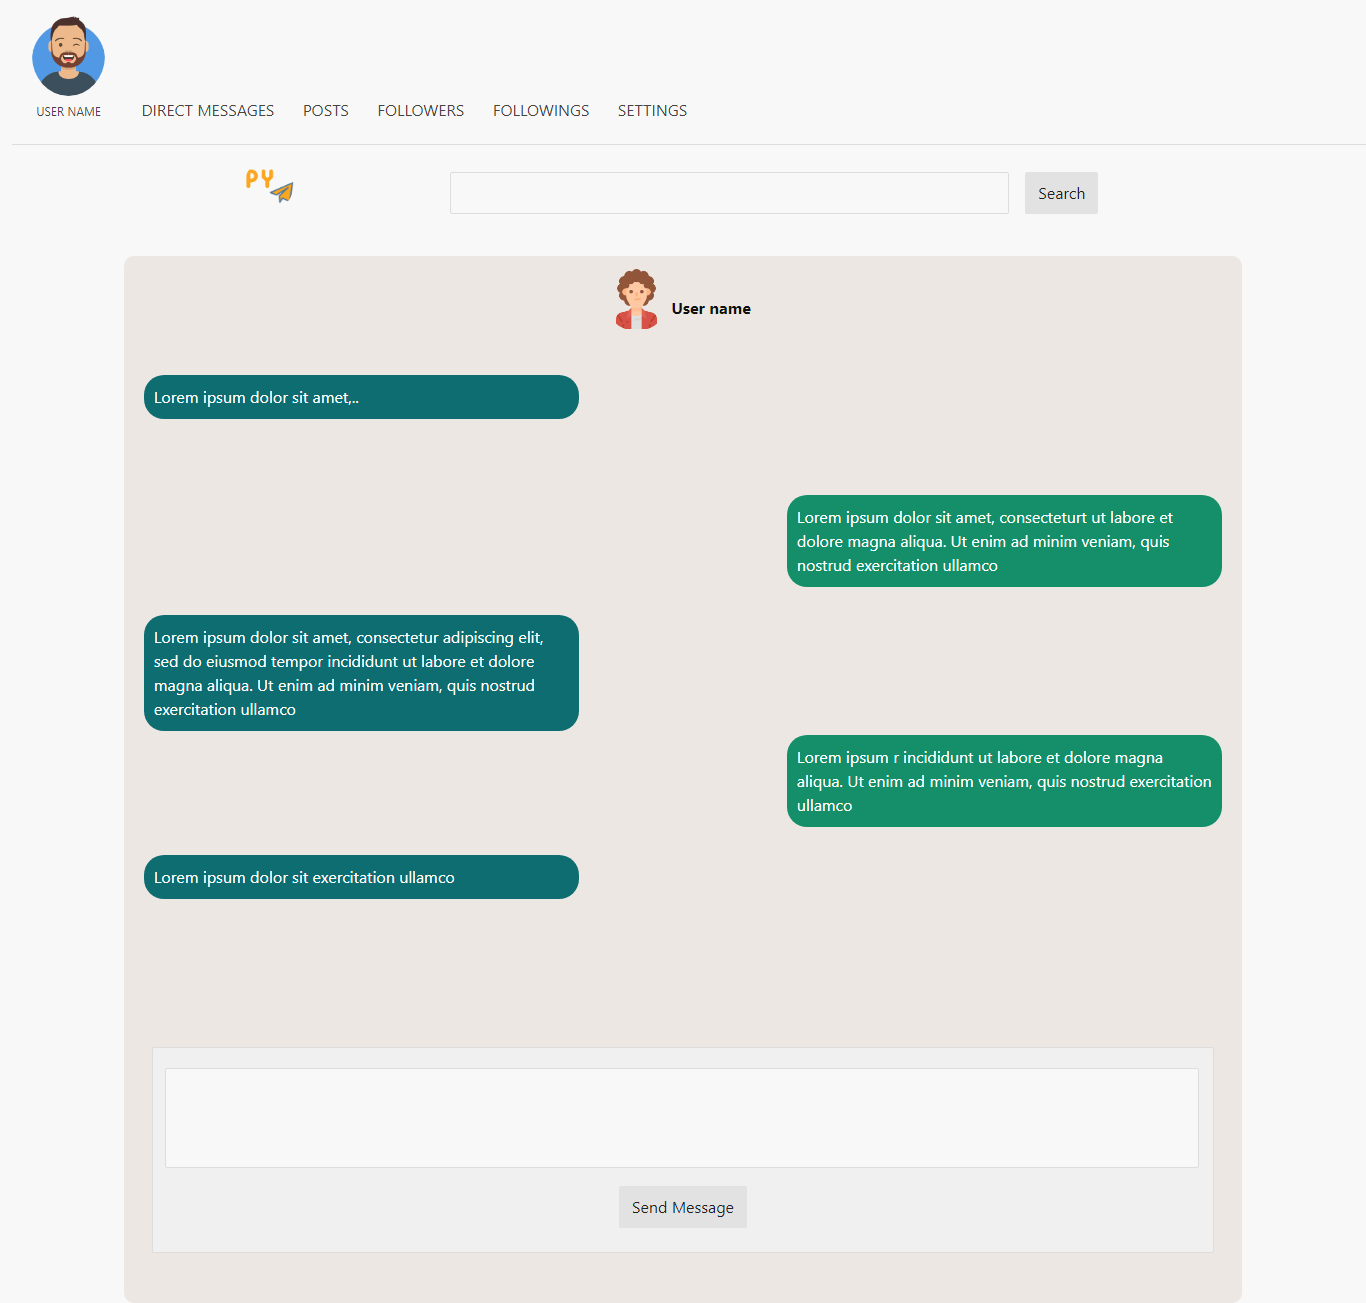 USER NAME
DIRECT MESSAGES
POSTS
FOLLOWERS
FOLLOWINGS
SETTINGS
PY
Search
User name
Lorem ipsum dolor sit amet,..
Lorem ipsum dolor sit amet, consecteturt ut labore et
dolore magna aliqua. Ut enim ad minim veniam, quis
nostrud exercitation ullamco
Lorem ipsum dolor sit amet, consectetur adipiscing elit,
sed do eiusmod tempor incididunt ut labore et dolore
magna aliqua. Ut enim ad minim veniam, quis nostrud
exercitation ullamco
Lorem ipsum r incididunt ut labore et dolore magna
aliqua. Ut enim ad minim veniam, quis nostrud exercitation
ullamco
Lorem ipsum dolor sit exercitation ullamco
Send Message